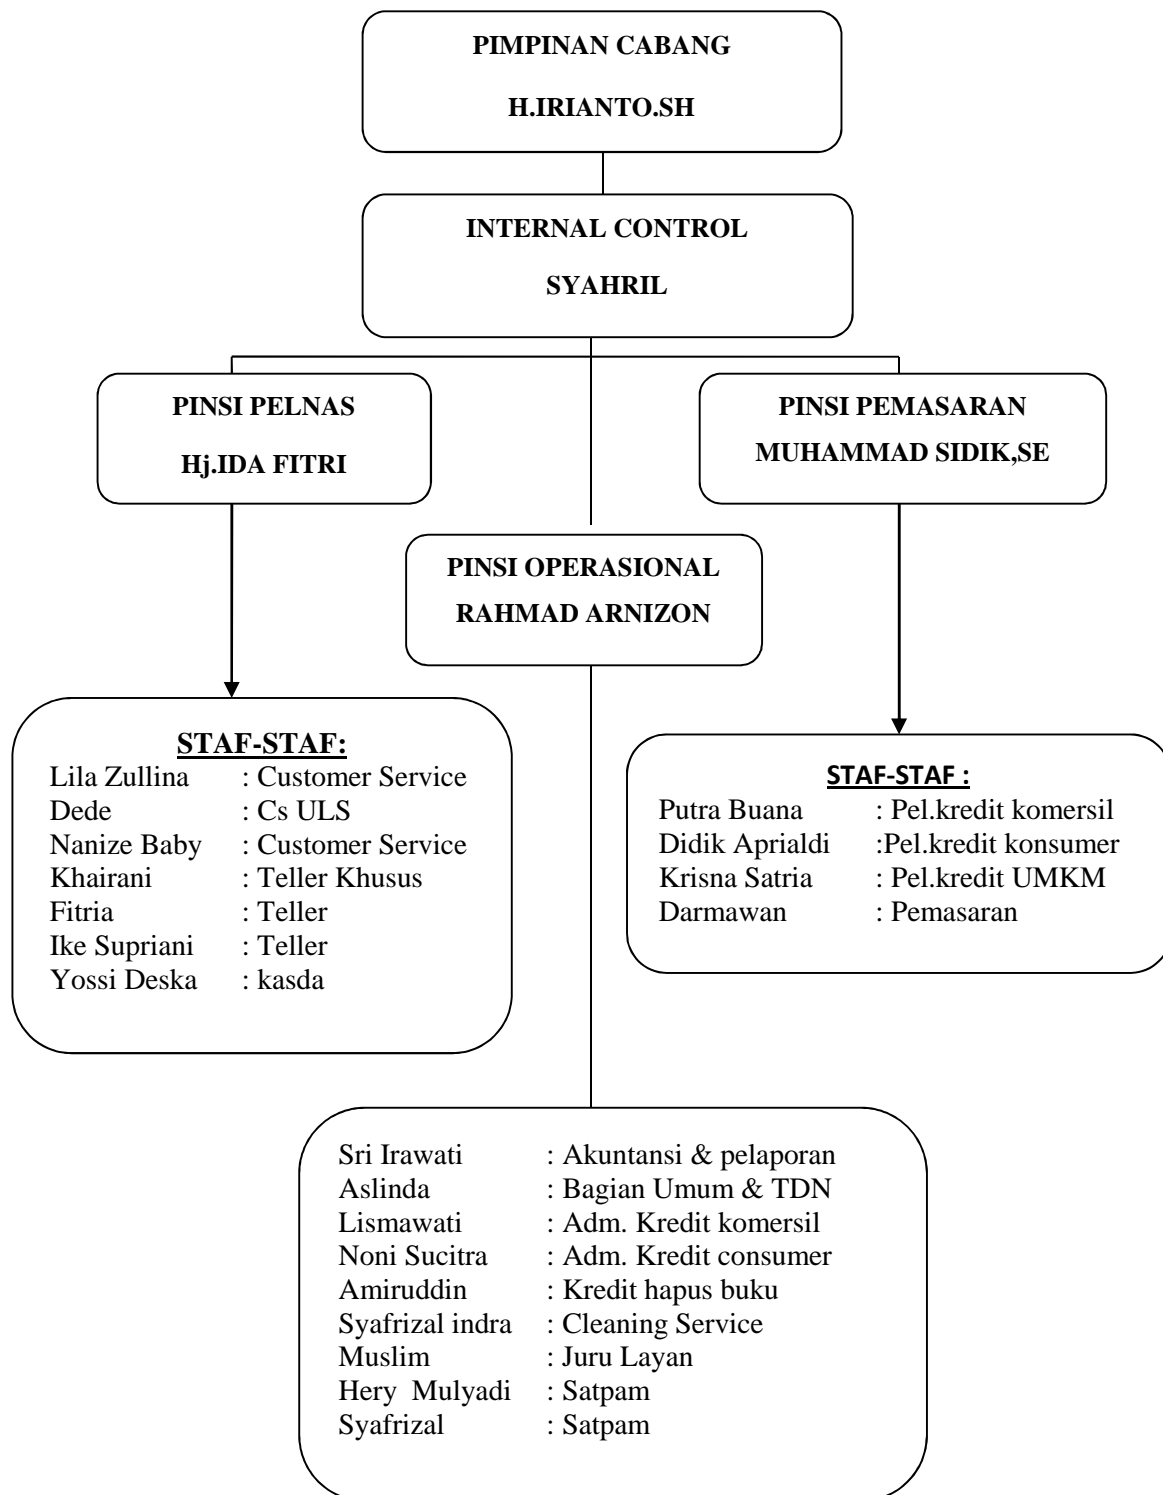 PIMPINAN CABANG
H.IRIANTO.SH
INTERNAL CONTROL
SYAHRIL
PINSI PELNAS
Hj.IDA FITRI
PINSI PEMASARAN
MUHAMMAD SIDIK,SE
PINSI OPERASIONAL
RAHMAD ARNIZON
STAF-STAF:
Lila Zullina : Customer Service
Dede : Cs ULS
Nanize Baby : Customer Service
Khairani : Teller Khusus
Fitria : Teller
Ike Supriani : Teller
Yossi Deska : kasda
STAF-STAF :
Putra Buana : Pel.kredit komersil
Didik Aprialdi :Pel.kredit konsumer
Krisna Satria : Pel.kredit UMKM
Darmawan : Pemasaran
Sri Irawati : Akuntansi & pelaporan
Aslinda : Bagian Umum & TDN
Lismawati : Adm. Kredit komersil
Noni Sucitra : Adm. Kredit consumer
Amiruddin : Kredit hapus buku
Syafrizal indra : Cleaning Service
Muslim : Juru Layan
Hery Mulyadi : Satpam
Syafrizal : Satpam